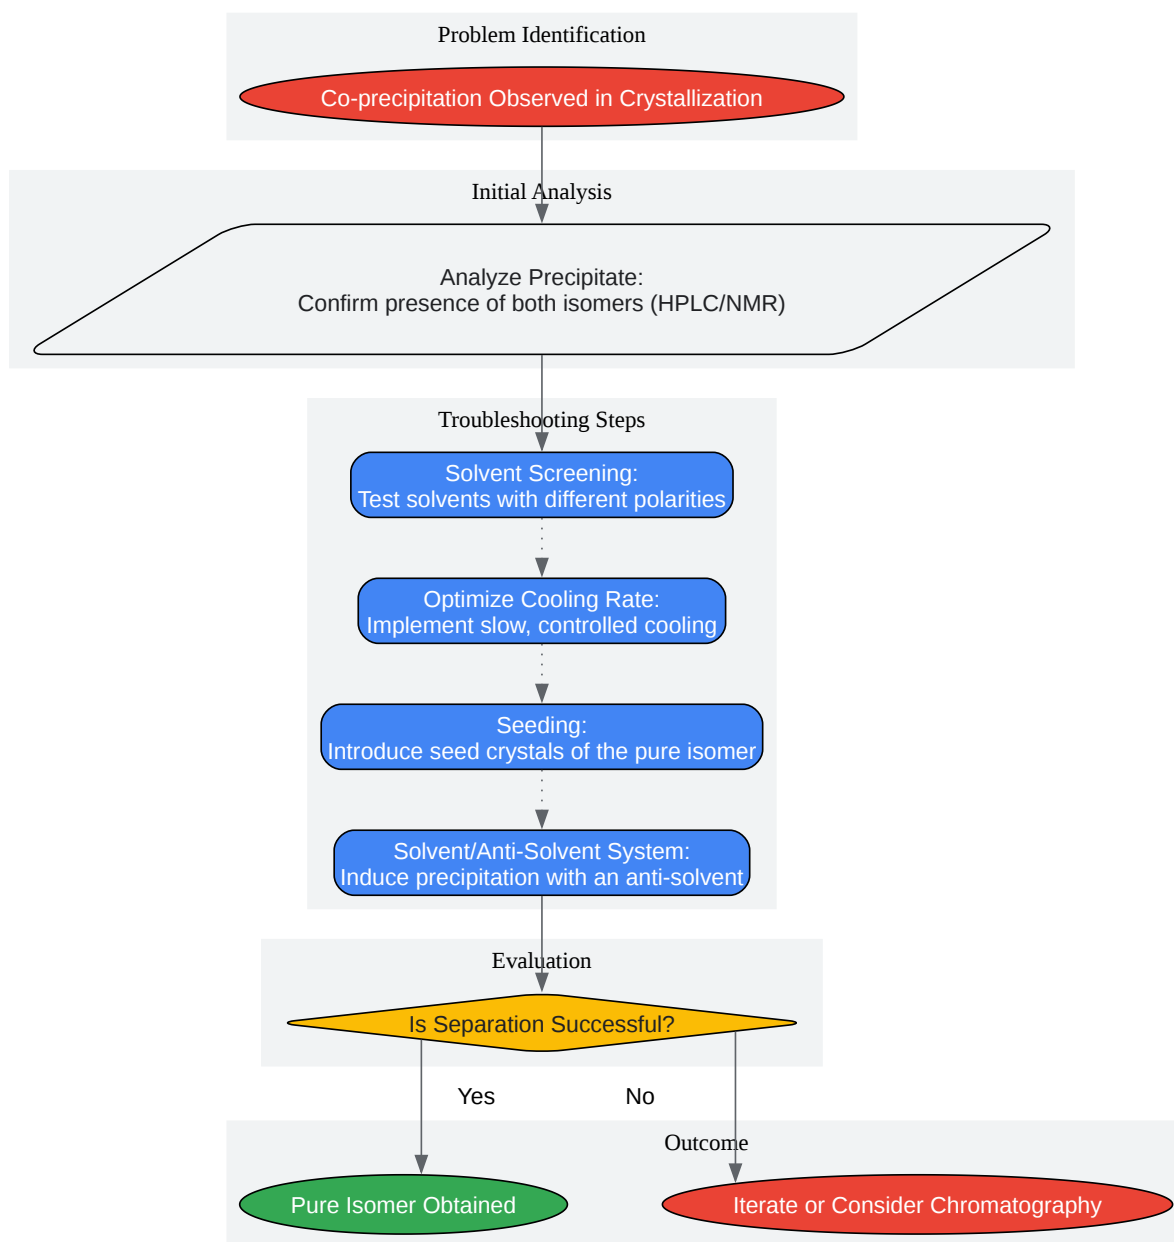 Problem Identification
Co-precipitation Observed in Crystallization
Initial Analysis
Analyze Precipitate:
Confirm presence of both isomers (HPLC/NMR)
Troubleshooting Steps
Solvent Screening:
Test solvents with different polarities
Optimize Cooling Rate:
Implement slow, controlled cooling
Seeding:
Introduce seed crystals of the pure isomer
Solvent/Anti-Solvent System:
Induce precipitation with an anti-solvent
Evaluation
Is Separation Successful?
Yes
No
Outcome
Pure Isomer Obtained
Iterate or Consider Chromatography